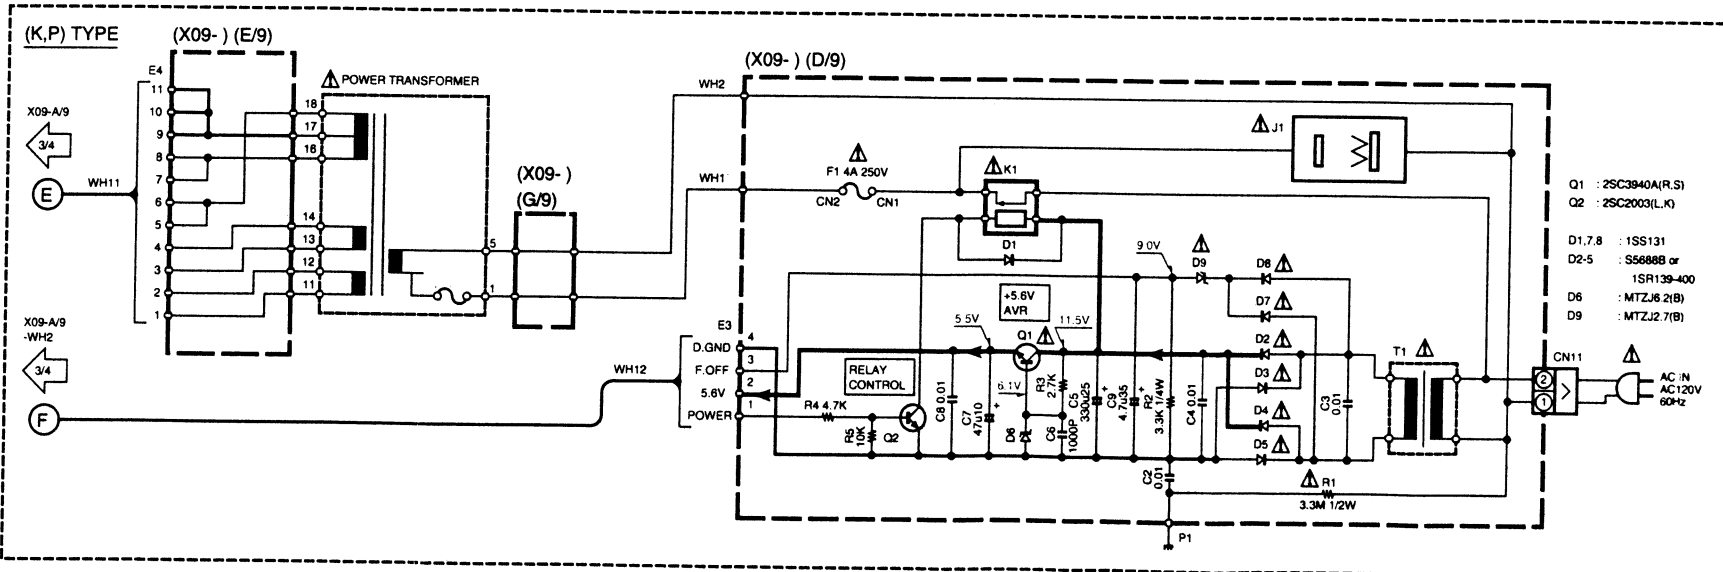 (K,P) TYPE
(X09- ) (E/9)
E4
11
10
9
8
7
6
5
4
3
2
1
X09-A/9
3/4
E
WH11
X09-A/9
-WH2
3/4
F
WH12
POWER TRANSFORMER
18
17
16
14
13
12
11
5
1
(X09- )
(G/9)
WH2
WH1
(X09- ) (D/9)
F1 4A 250V
CN2
CN1
K1
J1
D1
E3
D.GND
4
F.OFF
3
5.6V
2
POWER
1
RELAY
CONTROL
R4 4.7K
R5
10K
Q2
C8 0.01
C7
47u10
+
5.5V
+5.6V
AVR
Q1
11.5V
6.1V
D6
R3
2.7K
C6
1000P
C5
330u25
C9
4.7u35
+
R2
3.3K 1/4W
9.0V
D9
C4 0.01
D8
D7
D2
D3
D4
D5
C3
0.01
C2
0.01
R1
3.3M 1/2W
P1
T1
CN11
2
1
AC IN
AC120V
60Hz
Q1 : 2SC3940A(R,S)
Q2 : 2SC2003(L,K)
D1,7,8 : 1SS131
D2-5 : S5688B or
1SR139-400
D6 : MTZJ6.2(B)
D9 : MTZJ2.7(B)